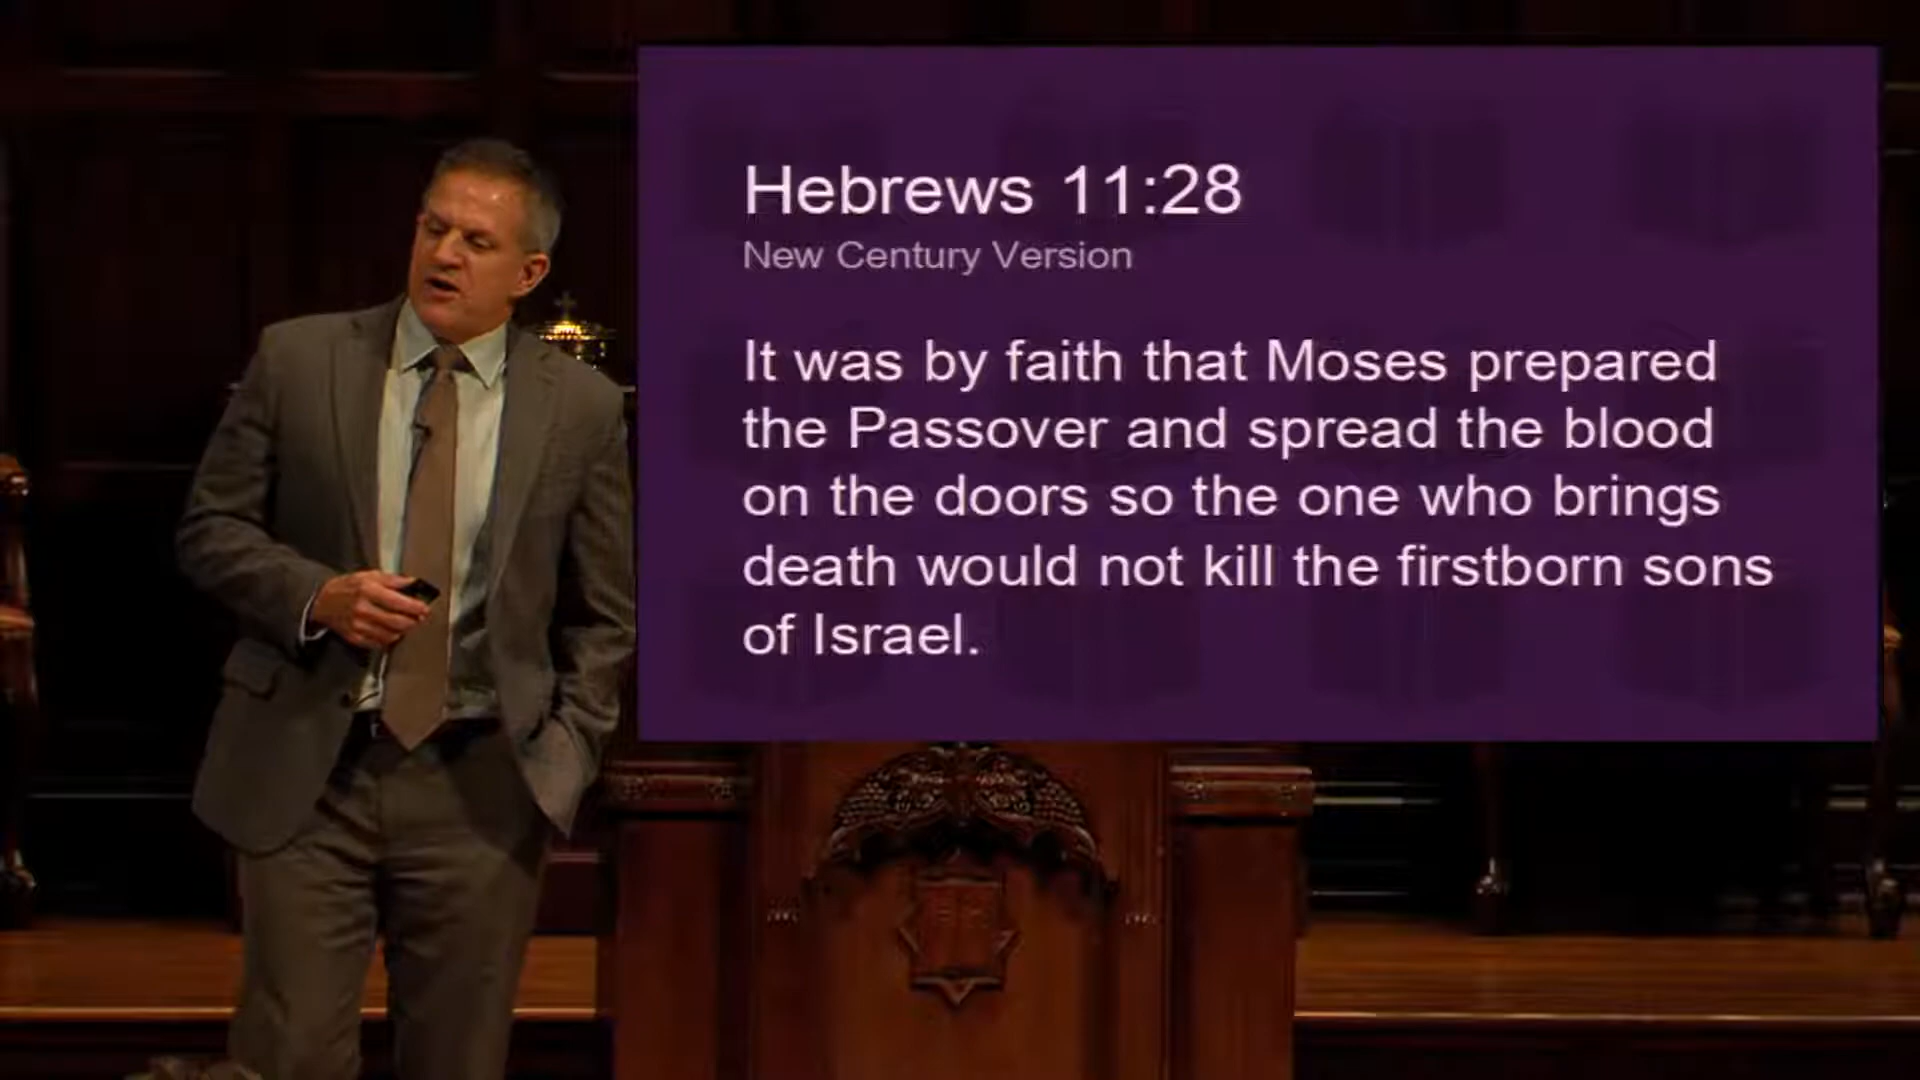 Hebrews 11:28
New Century Version
It was by faith that Moses prepared
the Passover and spread the blood
on the doors so the one who brings
death would not kill the firstborn sons
of Israel.